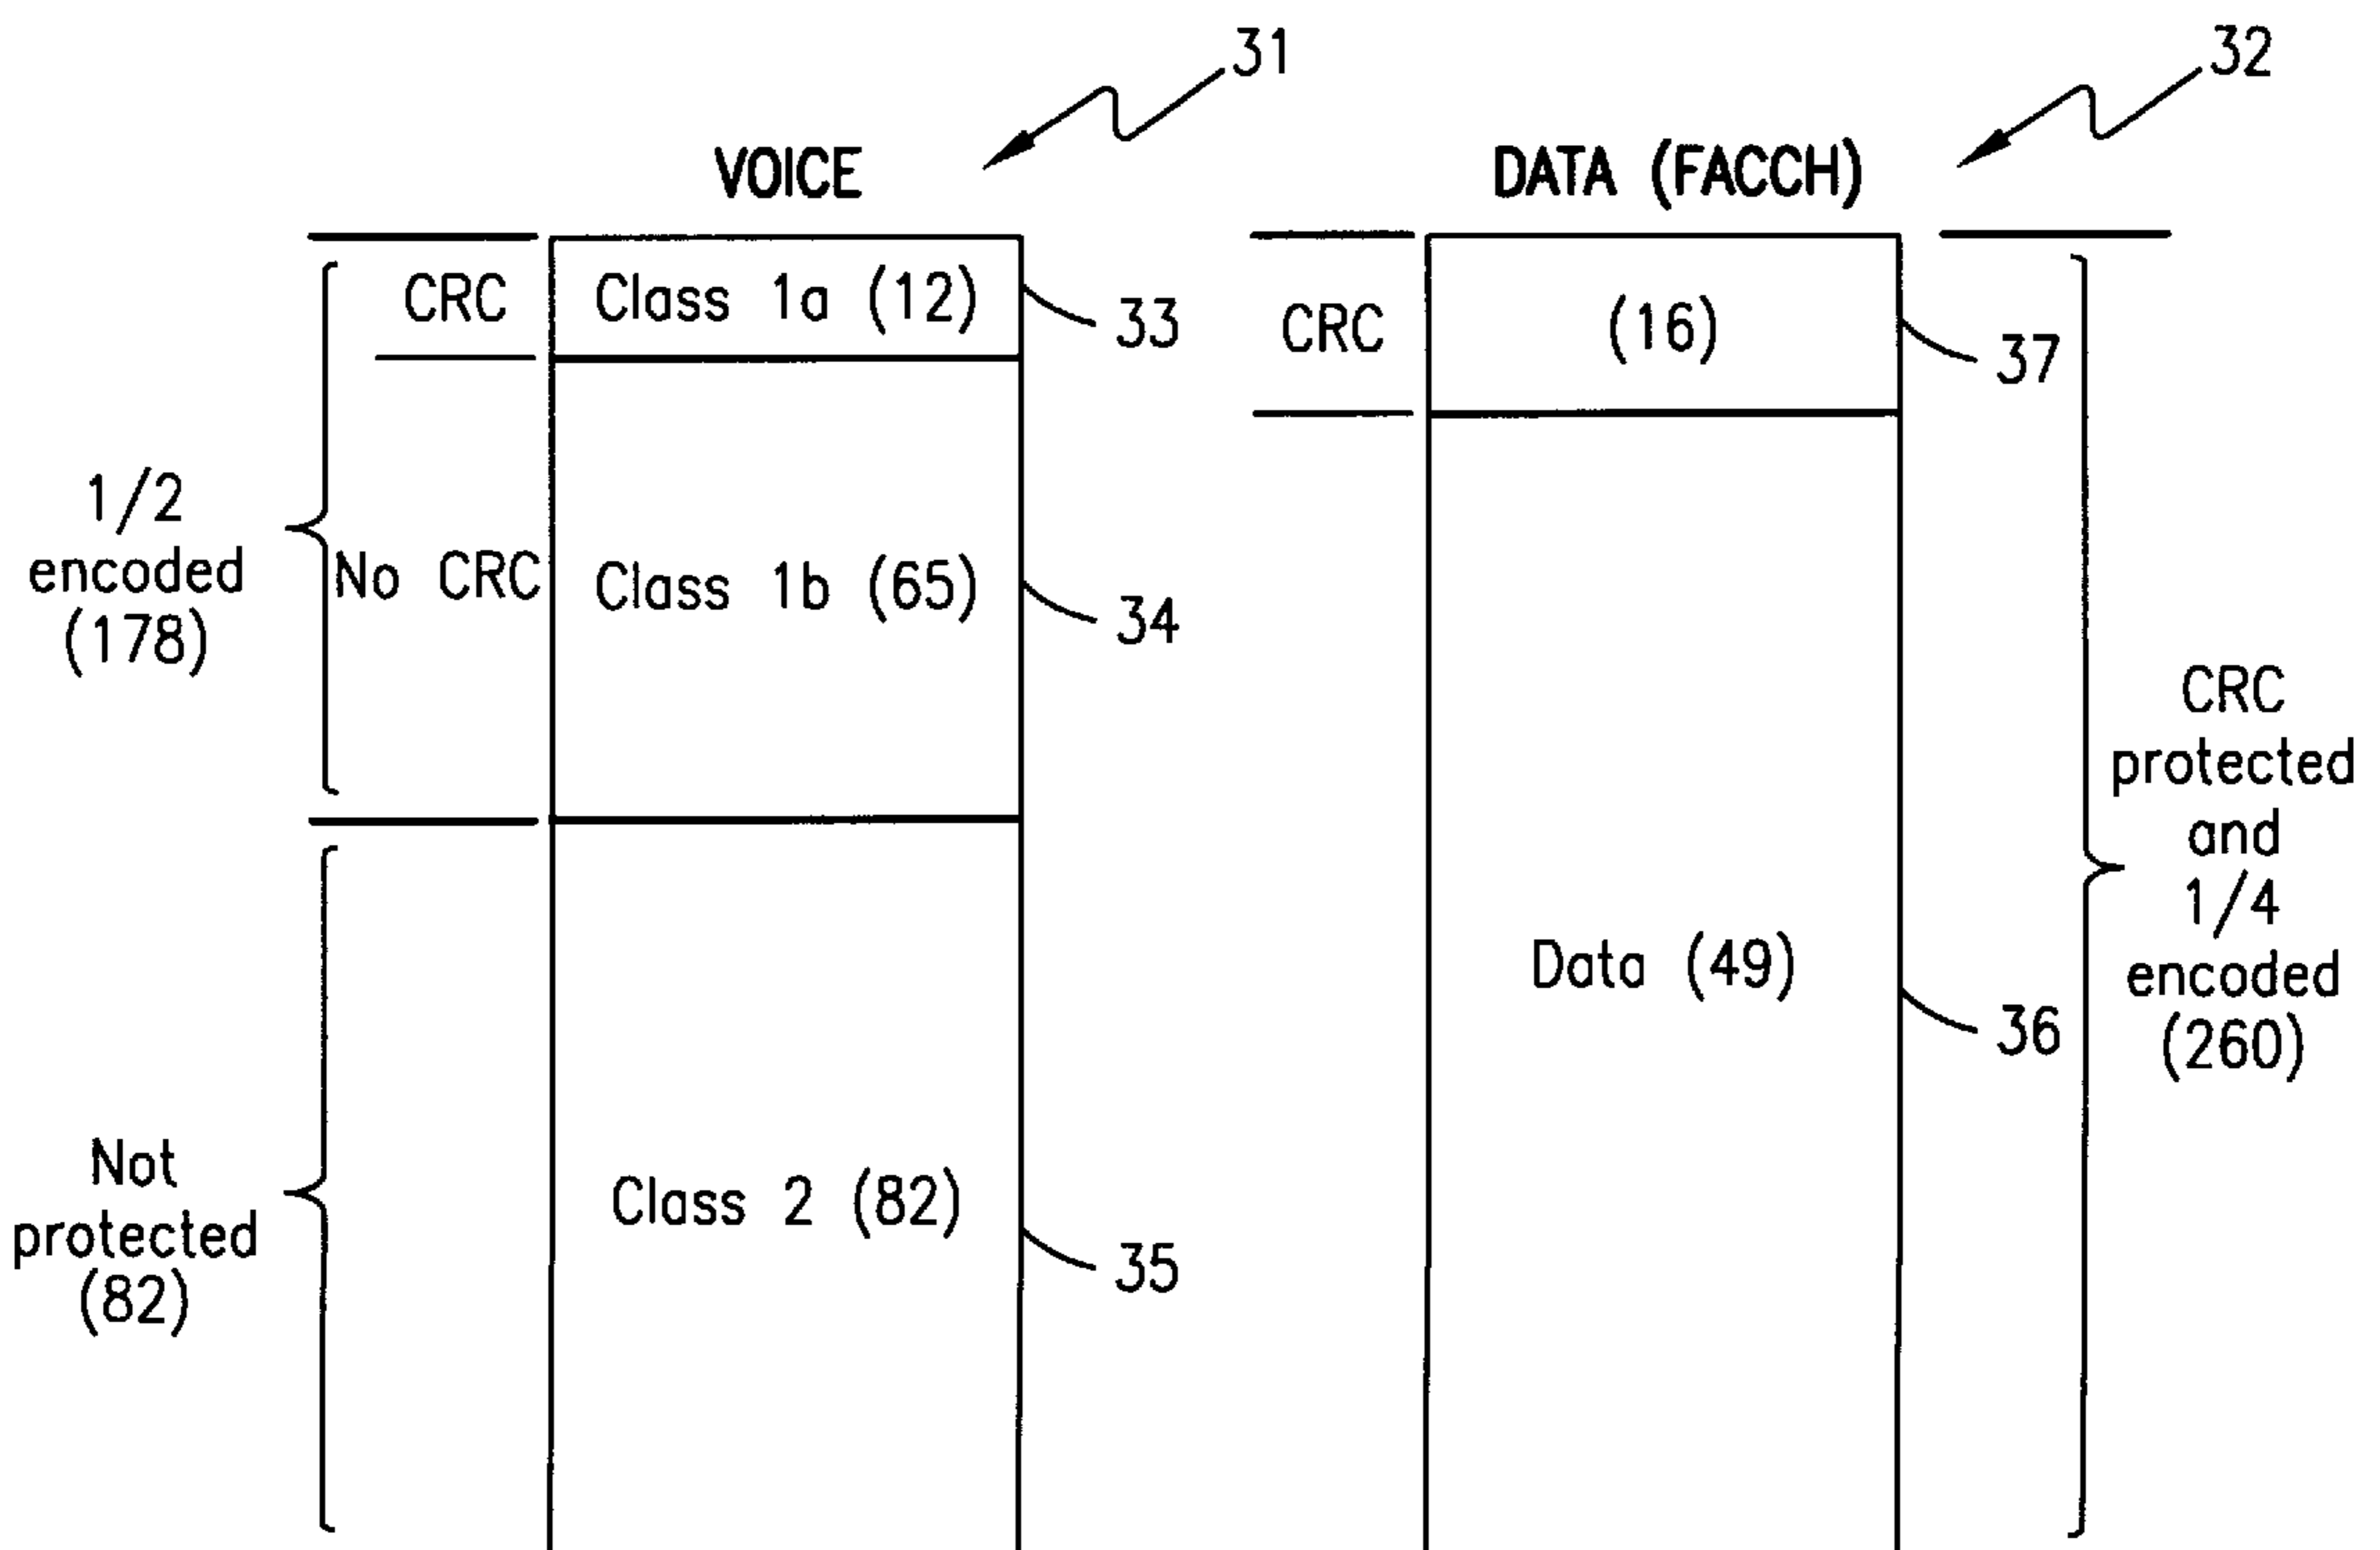 31
32
VOICE
DATA (FACCH)
CRC
Class 1a (12)
33
CRC
(16)
37
1/2
encoded
(178)
No CRC
Class 1b (65)
34
CRC
protected
and
1/4
encoded
(260)
Data (49)
36
Not
protected
(82)
Class 2 (82)
35